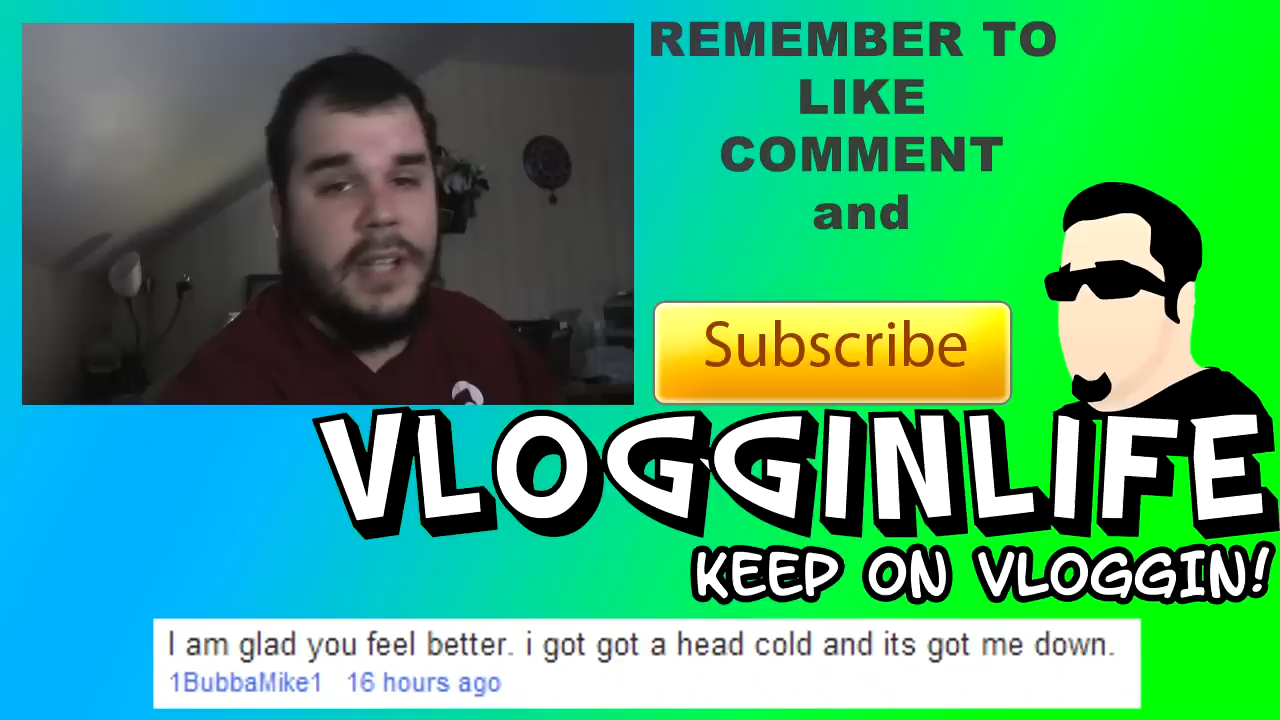 REMEMBER TO
LIKE
COMMENT
and
Subscribe
VLOGGINLIFE
KEEP ON VLOGGIN!
I am glad you feel better. i got got a head cold and its got me down.
1BubbaMike1 16 hours ago